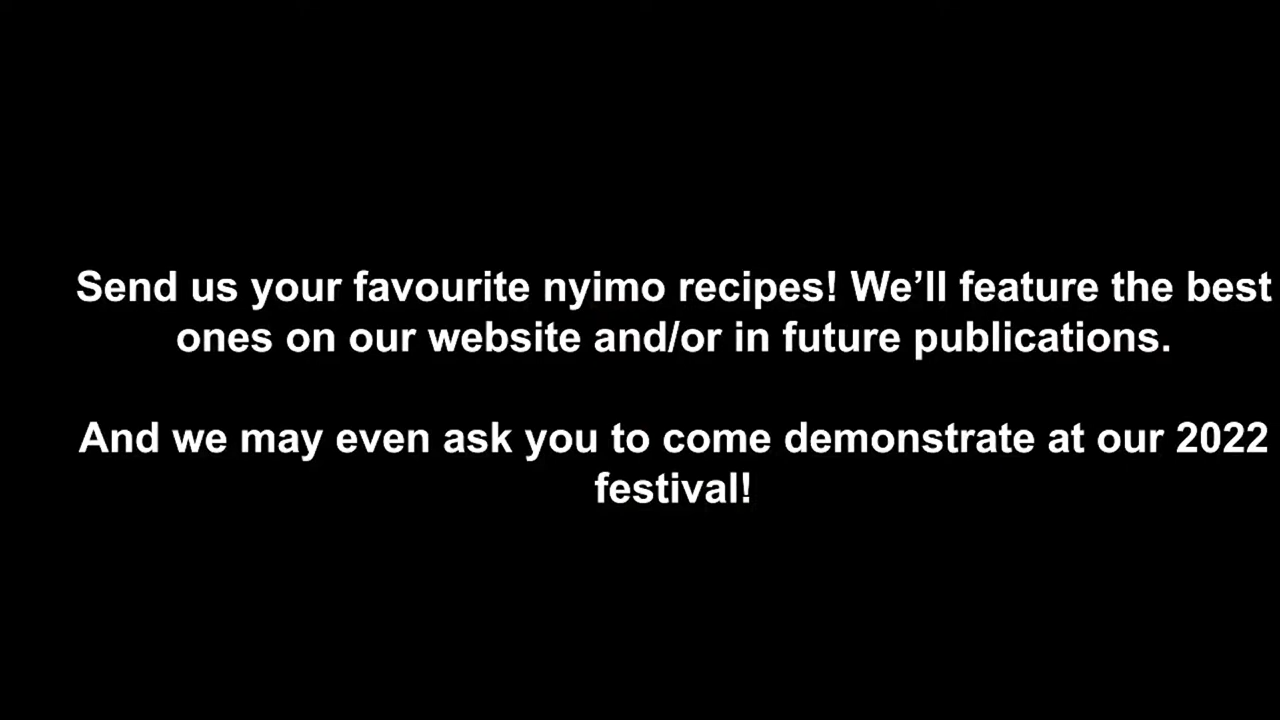 Send us your favourite nyimo recipes! We’ll feature the best
ones on our website and/or in future publications.
And we may even ask you to come demonstrate at our 2022
festival!